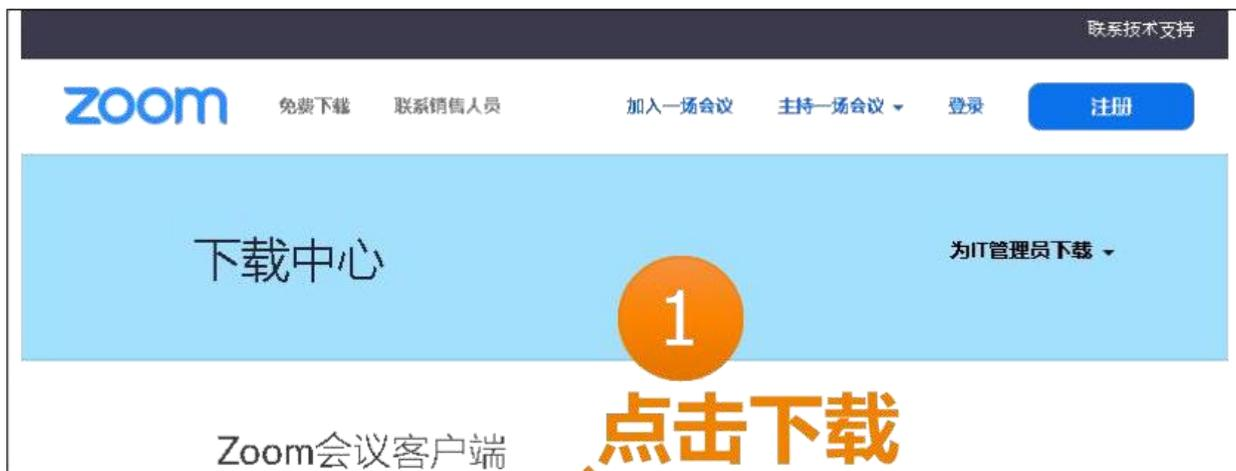 联系技术支持
zoom 免费下载 联系销售人员 加入一场会议 主持一场会议 登录 注册
下载中心 为IT管理员下载
1
点击下载
Zoom会议客户端